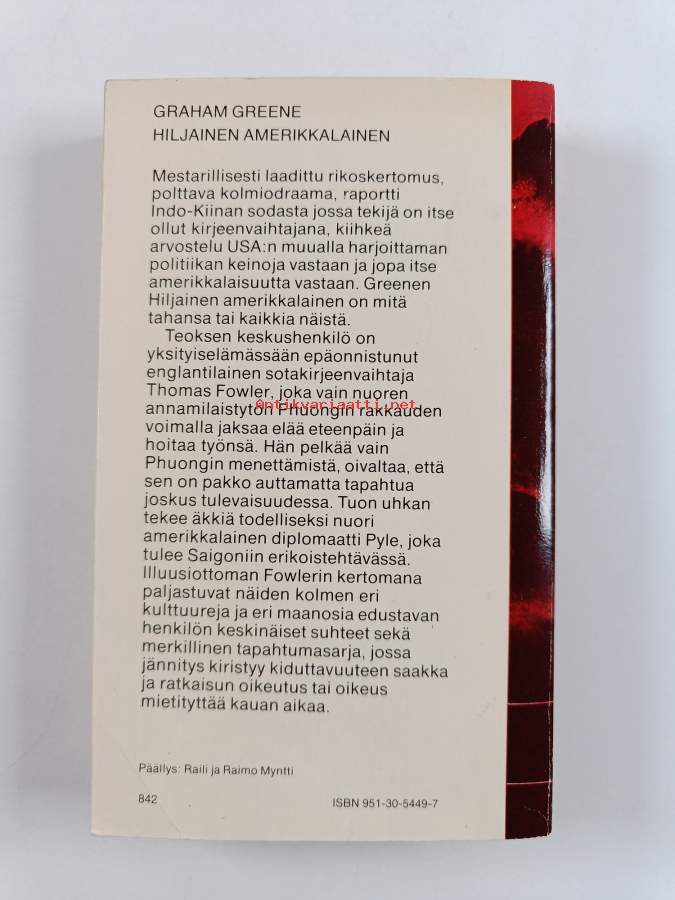 GRAHAM GREENE
HILJAINEN AMERIKKALAINEN
Mestarillisesti laadittu rikoskertomus,
polttava kolmiodraama, raportti
Indo-Kiinan sodasta jossa tekijä on itse
ollut kirjeenvaihtajana, kiihkeä
arvostelu USA:n muualla harjoittaman
politiikan keinoja vastaan ja jopa itse
amerikkalaisuutta vastaan. Greenen
Hiljainen amerikkalainen on mitä
tahansa tai kaikkia näistä.
Teoksen keskushenkilö on
yksityiselämässään epäonnistunut
englantilainen sotakirjeenvaihtaja
Thomas Fowler, joka vain nuoren
annamilaistytön Phuongin rakkauden
Antikvariaatti.net
voimalla jaksaa elää eteenpäin ja
hoitaa työnsä. Hän pelkää vain
Phuongin menettämistä, oivaltaa, että
sen on pakko auttamatta tapahtua
joskus tulevaisuudessa. Tuon uhkan
tekee äkkiä todelliseksi nuori
amerikkalainen diplomaatti Pyle, joka
tulee Saigoniin erikoistehtävässä.
Illuusiottoman Fowlerin kertomana
paljastuvat näiden kolmen eri
kulttuureja ja eri maanosia edustavan
henkilön keskinäiset suhteet sekä
merkillinen tapahtumasarja, jossa
jännitys kiristyy kiduttavuuteen saakka
ja ratkaisun oikeutus tai oikeus
mietityttää kauan aikaa.
Päällys: Raili ja Raimo Myntti
842
ISBN 951-30-5449-7